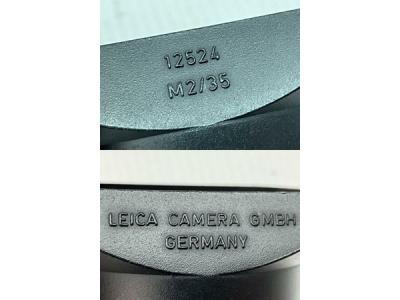 12524
M2/35
LEICA CAMERA GMBH
GERMANY